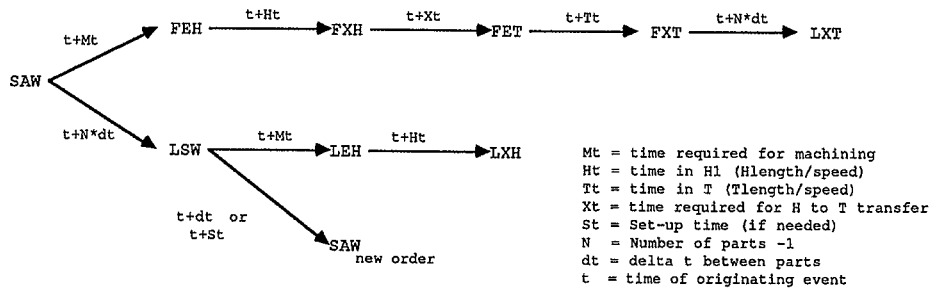 t+Ht t+Xt t+Tt t+N*dt
FEH FXH FET FXT LXT
t+Mt
SAW
t+N*dt
t+Mt t+Ht
LSW LEH LXH
t+dt or
t+St
SAW
new order
Mt = time required for machining
Ht = time in H1 (Hlength/speed)
Tt = time in T (Tlength/speed)
Xt = time required for H to T transfer
St = Set-up time (if needed)
N = Number of parts -1
dt = delta t between parts
t = time of originating event